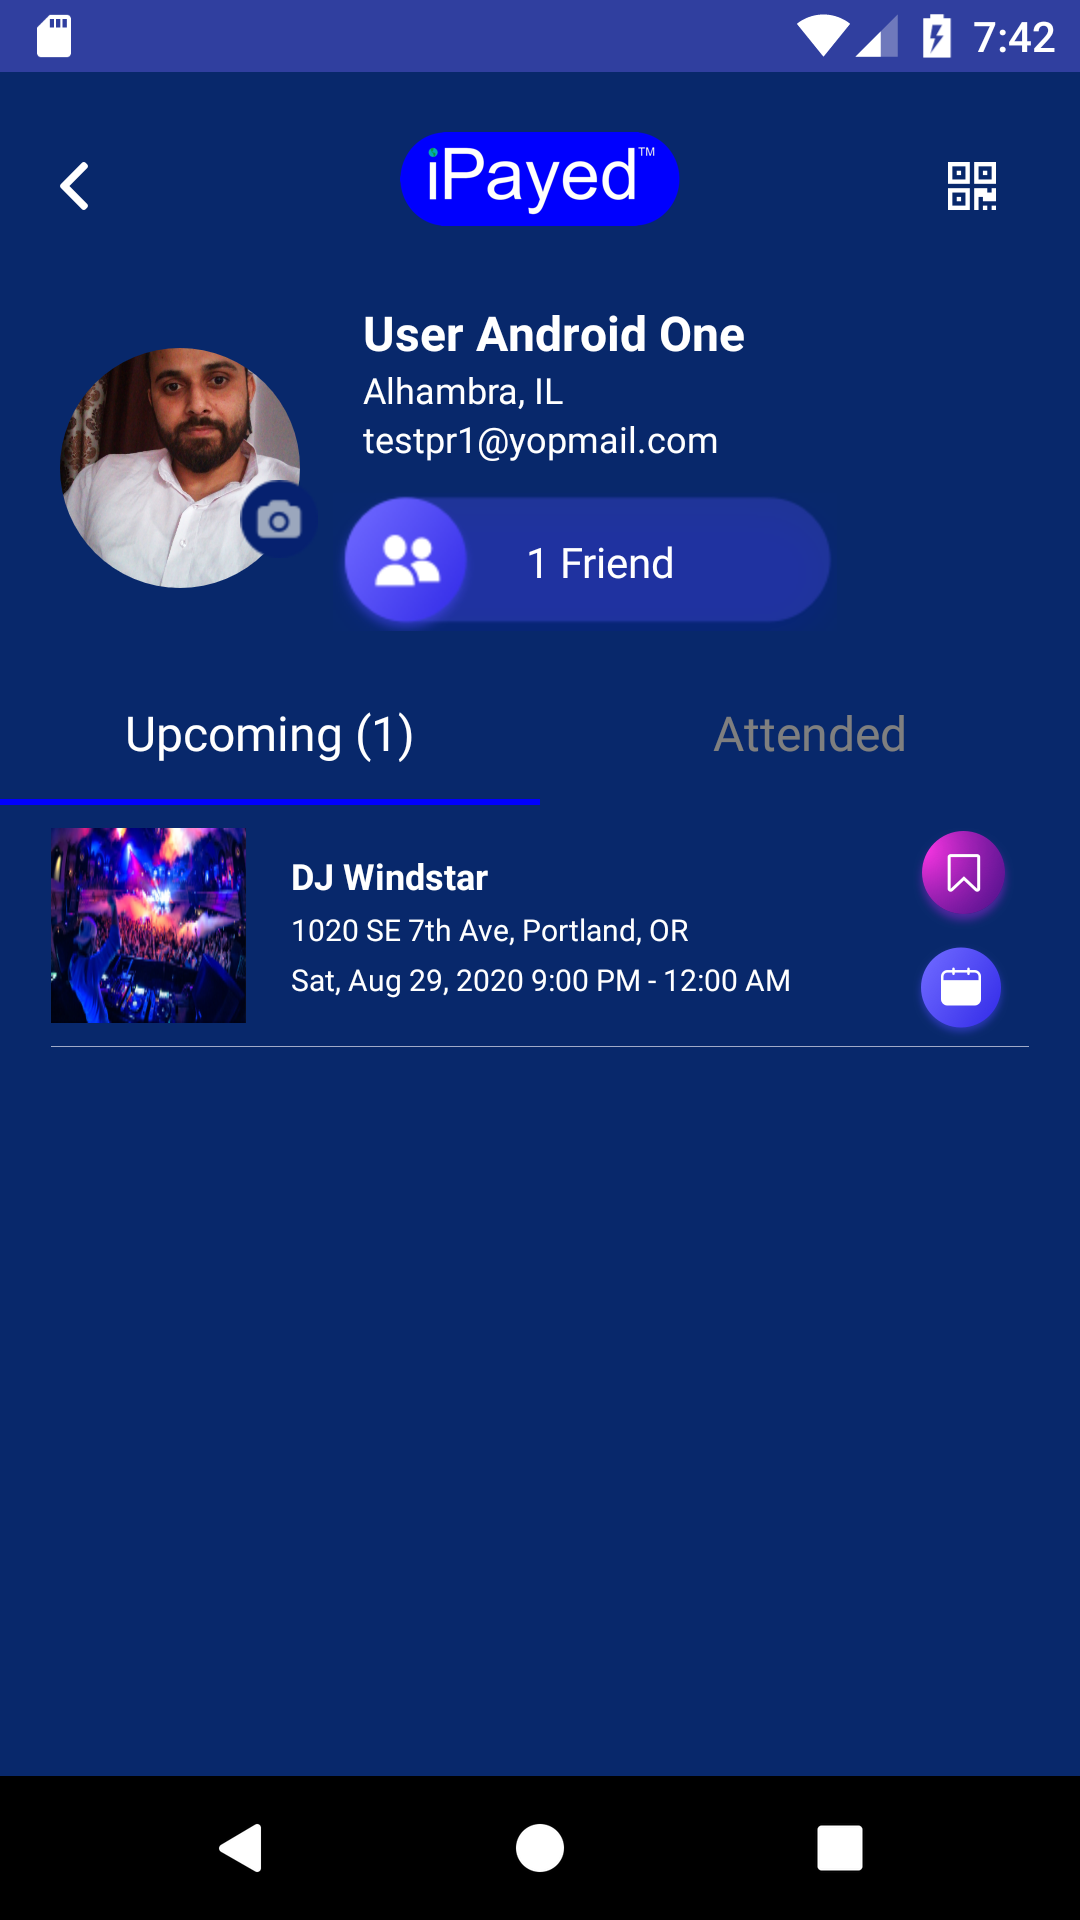 7:42
iPayed™
User Android One
Alhambra, IL
testpr1@yopmail.com
1 Friend
Upcoming (1)
Attended
DJ Windstar
1020 SE 7th Ave, Portland, OR
Sat, Aug 29, 2020 9:00 PM - 12:00 AM